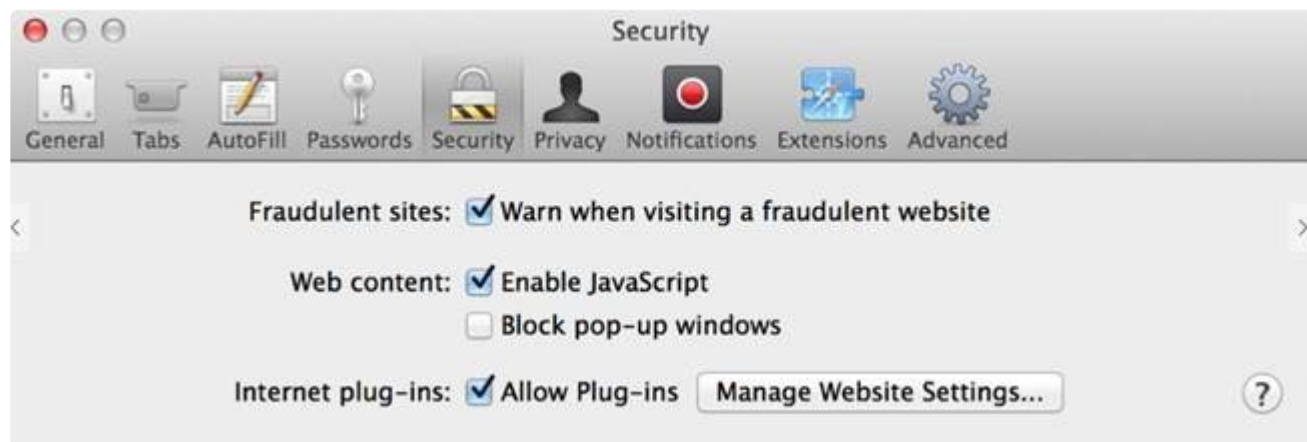 Security
General Tabs AutoFill Passwords Security Privacy Notifications Extensions Advanced
Fraudulent sites: Warn when visiting a fraudulent website
Web content: Enable JavaScript
Block pop-up windows
Internet plug-ins: Allow Plug-ins Manage Website Settings... ?